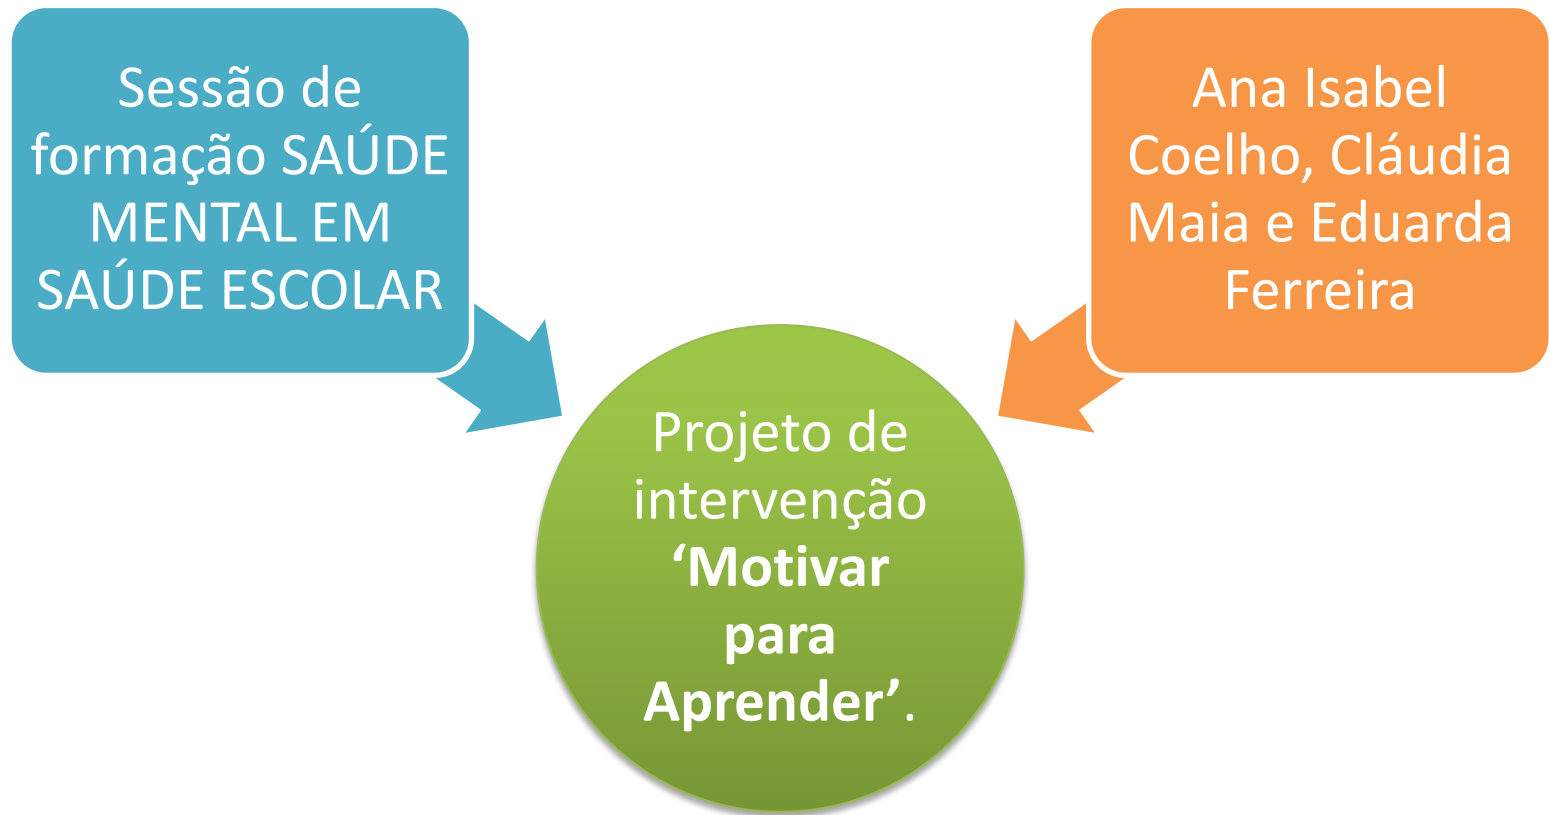 Sessão de
formação SAÚDE
MENTAL EM
SAÚDE ESCOLAR
Ana Isabel
Coelho, Cláudia
Maia e Eduarda
Ferreira
Projeto de
intervenção
‘Motivar
para
Aprender’.